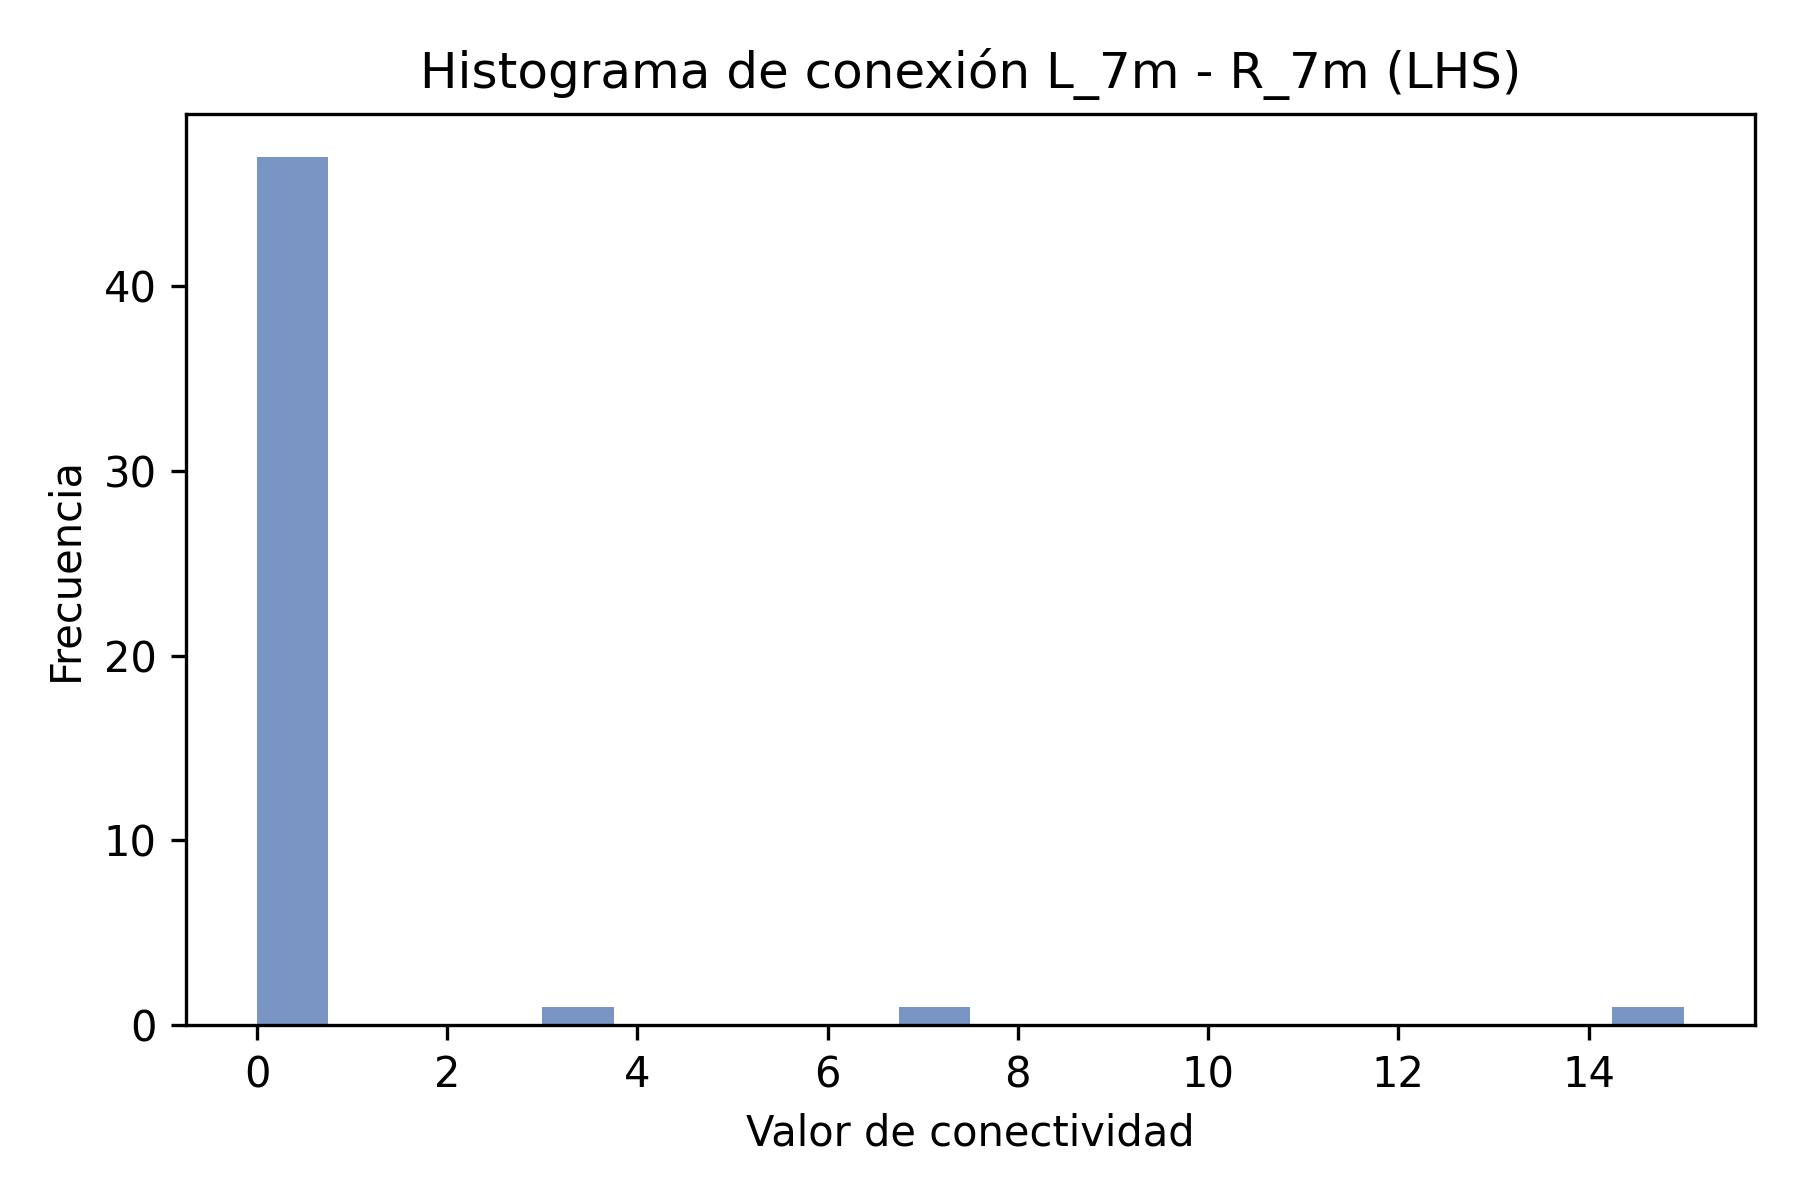 Histograma de conexión L_7m - R_7m (LHS)
Frecuencia
40
30
20
10
0
0 2 4 6 8 10 12 14
Valor de conectividad